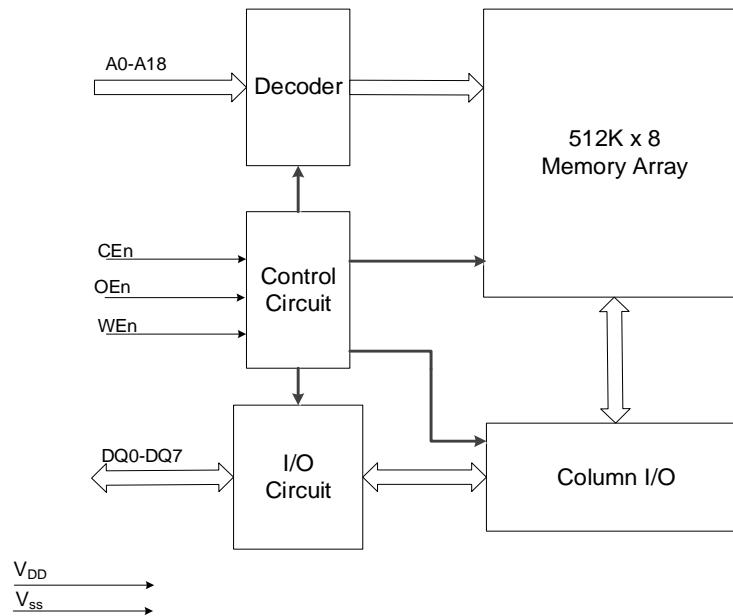 A0-A18
Decoder
512K x 8
Memory Array
CEn
OEn
WEn
Control
Circuit
DQ0-DQ7
I/O
Circuit
Column I/O
VDD
Vss